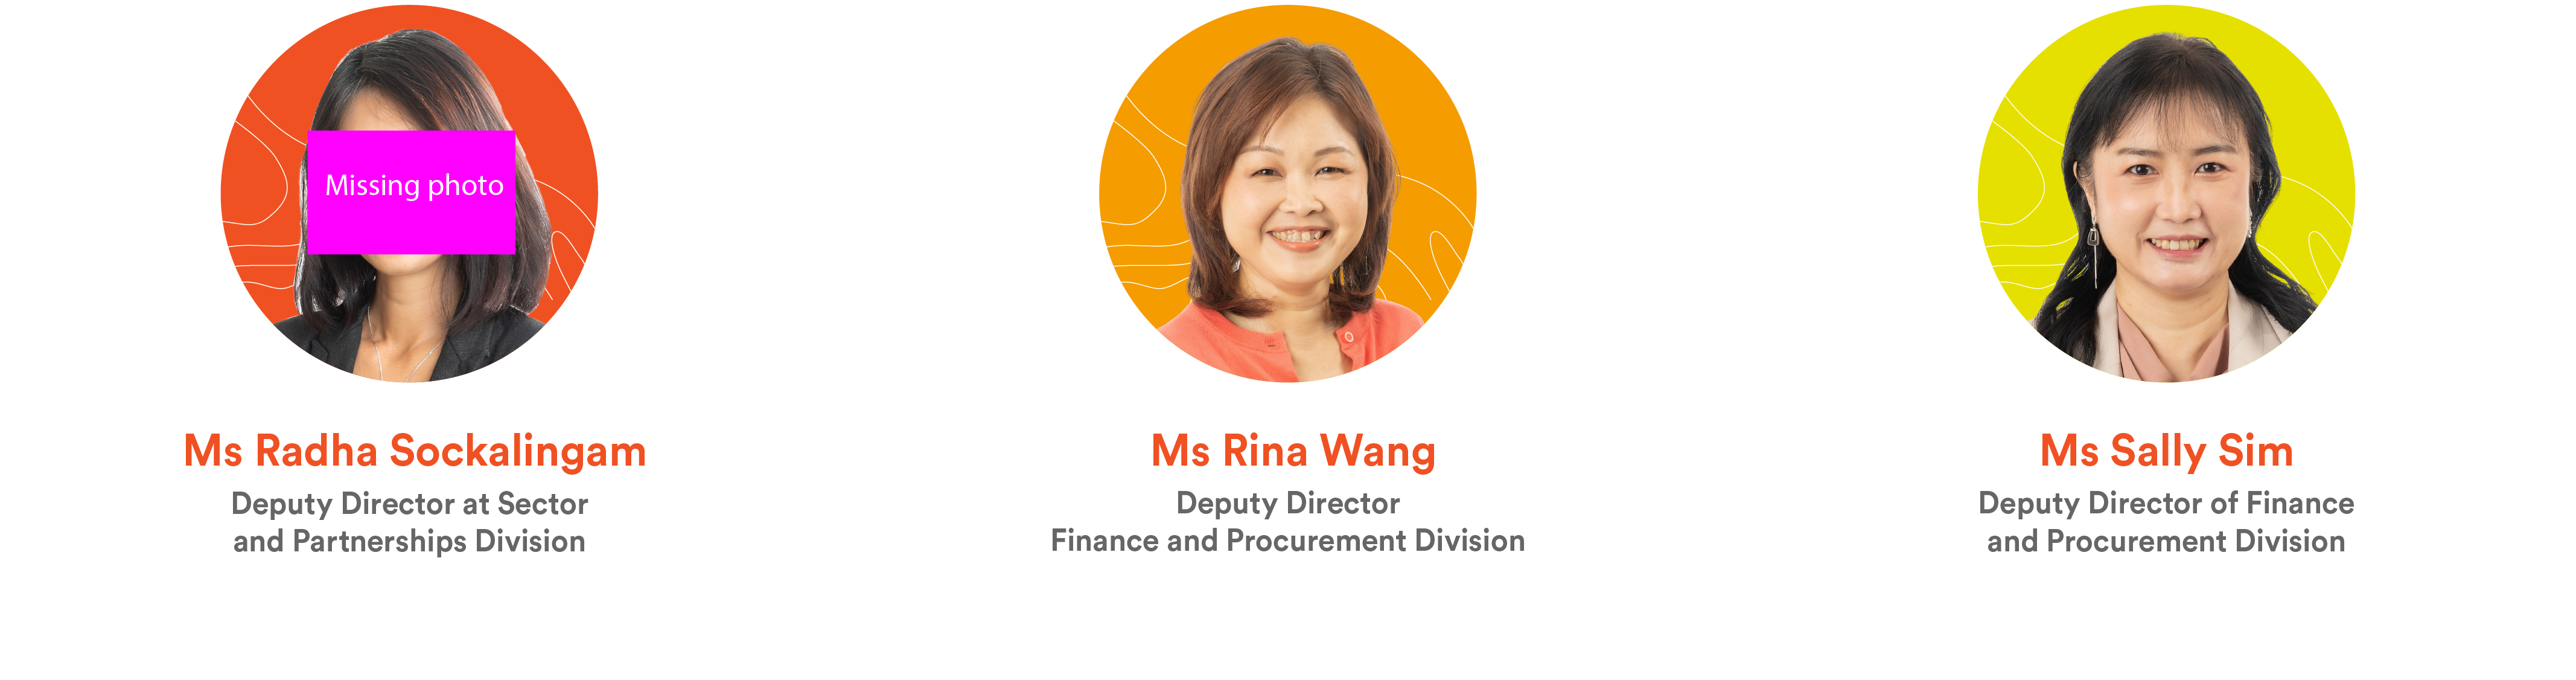 Missing photo
Ms Radha Sockalingam
Deputy Director at Sector
and Partnerships Division
Ms Rina Wang
Deputy Director
Finance and Procurement Division
Ms Sally Sim
Deputy Director of Finance
and Procurement Division